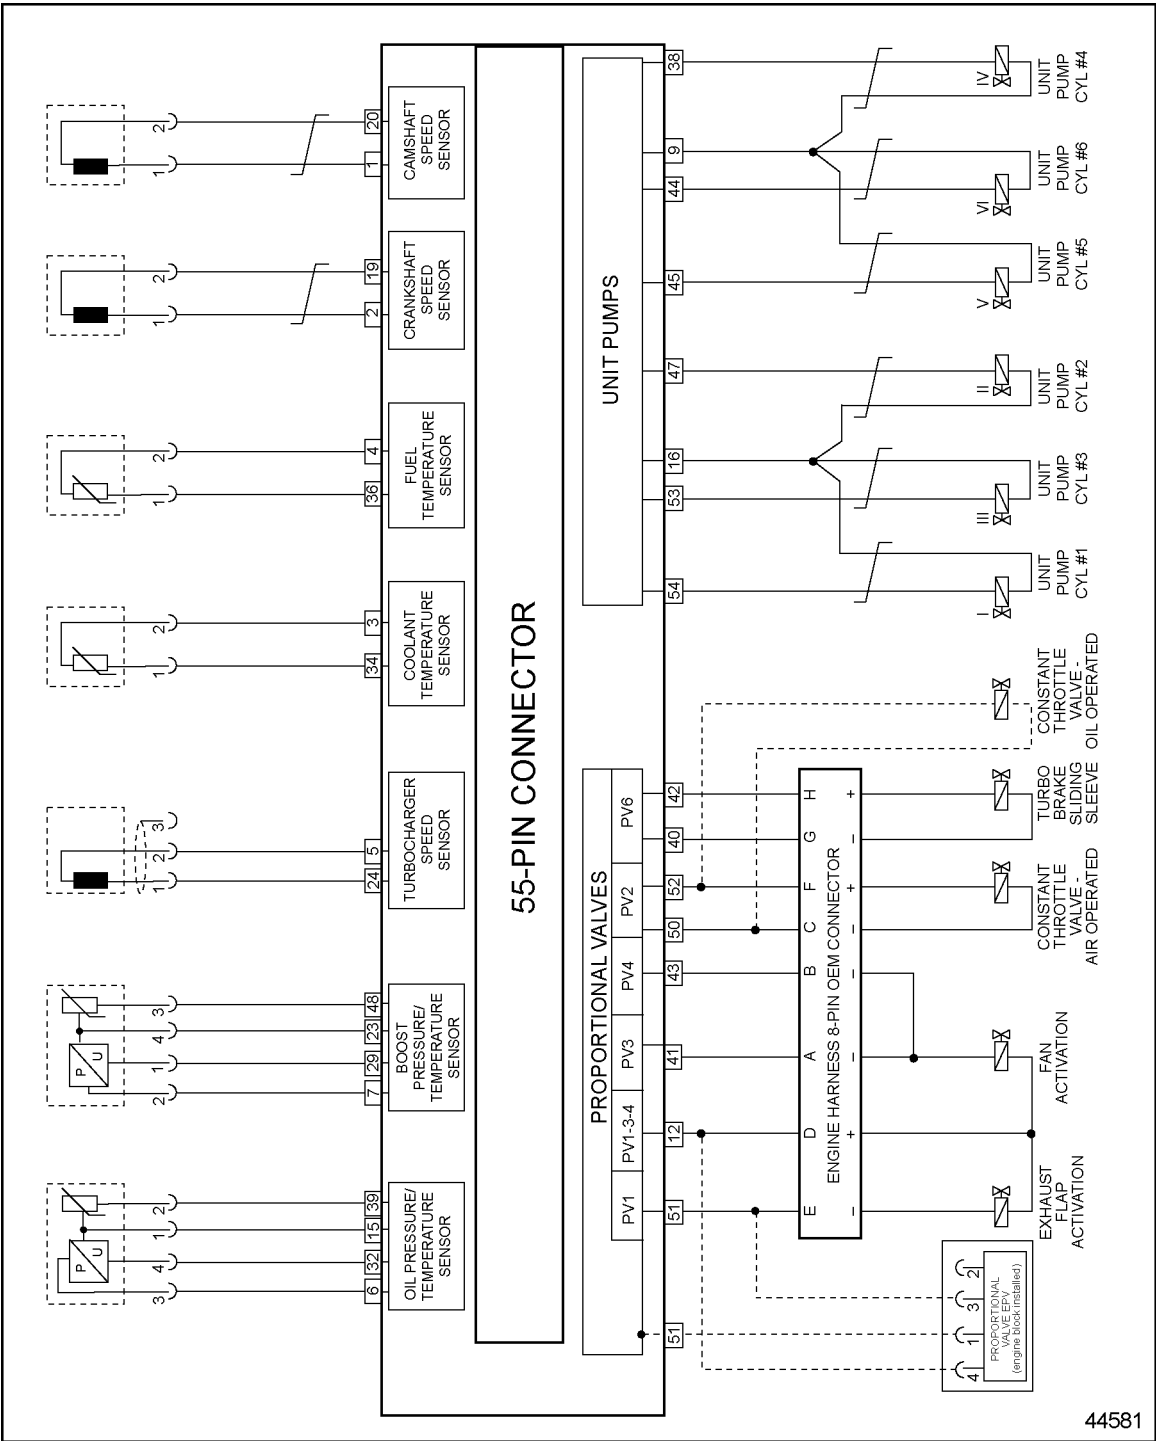 2
1
20
1
CAMSHAFT
SPEED
SENSOR
2
1
19
2
CRANKSHAFT
SPEED
SENSOR
2
1
4
36
FUEL
TEMPERATURE
SENSOR
2
1
3
34
COOLANT
TEMPERATURE
SENSOR
3
2
1
5
24
TURBOCHARGER
SPEED
SENSOR
P
U
3
4
1
2
48
23
29
7
BOOST
PRESSURE/
TEMPERATURE
SENSOR
P
U
2
1
4
3
39
15
32
6
OIL PRESSURE/
TEMPERATURE
SENSOR
55-PIN CONNECTOR
UNIT PUMPS
38
9
44
45
47
16
53
54
IV
UNIT
PUMP
CYL #4
VI
UNIT
PUMP
CYL #6
V
UNIT
PUMP
CYL #5
II
UNIT
PUMP
CYL #2
III
UNIT
PUMP
CYL #3
I
UNIT
PUMP
CYL #1
PROPORTIONAL VALVES
PV6
PV2
PV4
PV3
PV1-3-4
PV1
42
40
52
50
43
41
12
51
51
H
G
F
C
B
A
D
E
ENGINE HARNESS 8-PIN OEM CONNECTOR
+
–
+
–
–
–
+
–
CONSTANT
THROTTLE
VALVE -
OIL OPERATED
TURBO
BRAKE
SLIDING
SLEEVE
CONSTANT
THROTTLE
VALVE -
AIR OPERATED
FAN
ACTIVATION
EXHAUST
FLAP
ACTIVATION
2
3
1
4
PROPORTIONAL
VALVE EPV
(engine block installed)
44581